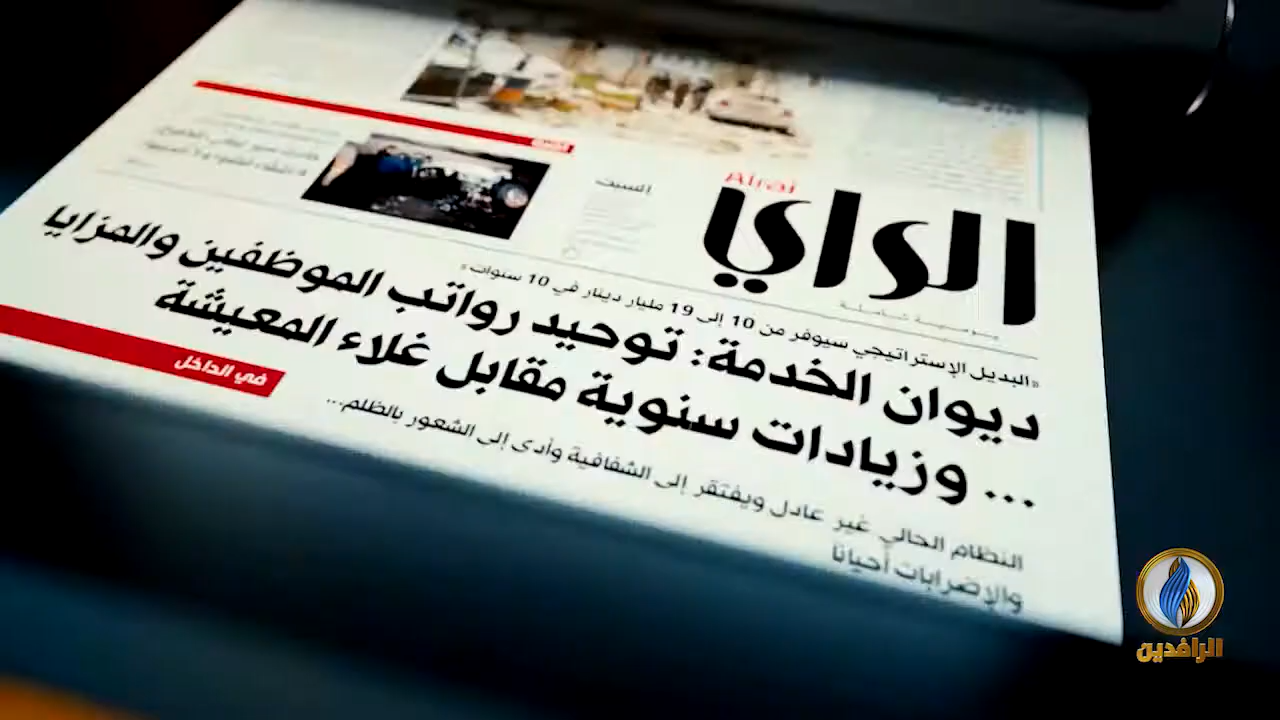 Alrai
الراي
يومية شاملة
السبت
«البديل الإستراتيجي سيوفر من 10 إلى 19 مليار دينار في 10 سنوات»
ديوان الخدمة: توحيد رواتب الموظفين والمزايا
... وزيادات سنوية مقابل غلاء المعيشة
في الداخل
النظام الحالي غير عادل ويفتقر إلى الشفافية وأدى إلى الشعور بالظلم...
والإضرابات أحيانا
الرافدين